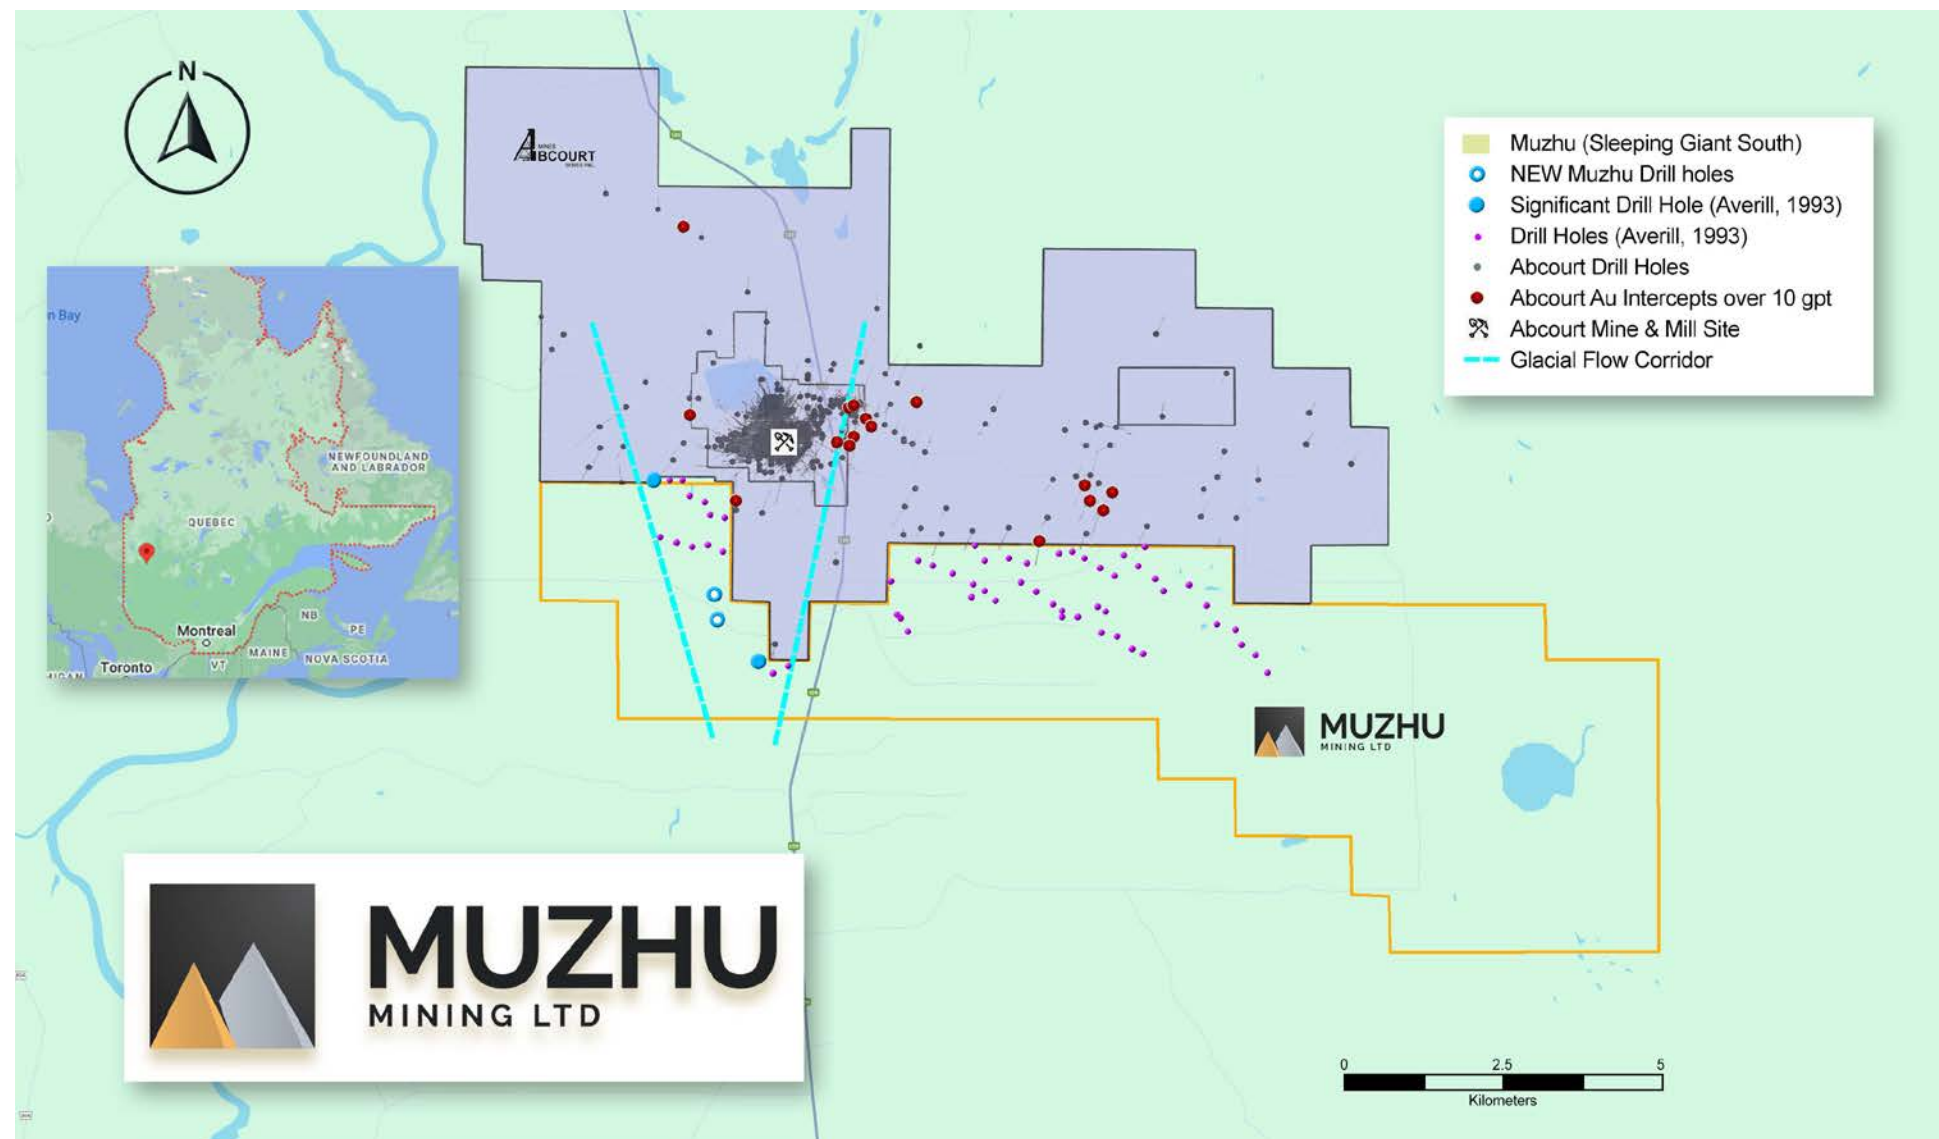 N
MINES
ABCOURT
Muzhu (Sleeping Giant South)
NEW Muzhu Drill holes
Significant Drill Hole (Averill, 1993)
Drill Holes (Averill, 1993)
Abcourt Drill Holes
Abcourt Au Intercepts over 10 gpt
Abcourt Mine & Mill Site
Glacial Flow Corridor
n Bay
NEWFOUNDLAND
AND LABRADOR
QUEBEC
NB
PE
Montreal
MAINE
NOVA SCOTIA
VT
Toronto
MUZHU
MINING LTD
MUZHU
MINING LTD
0 2.5 5
Kilometers